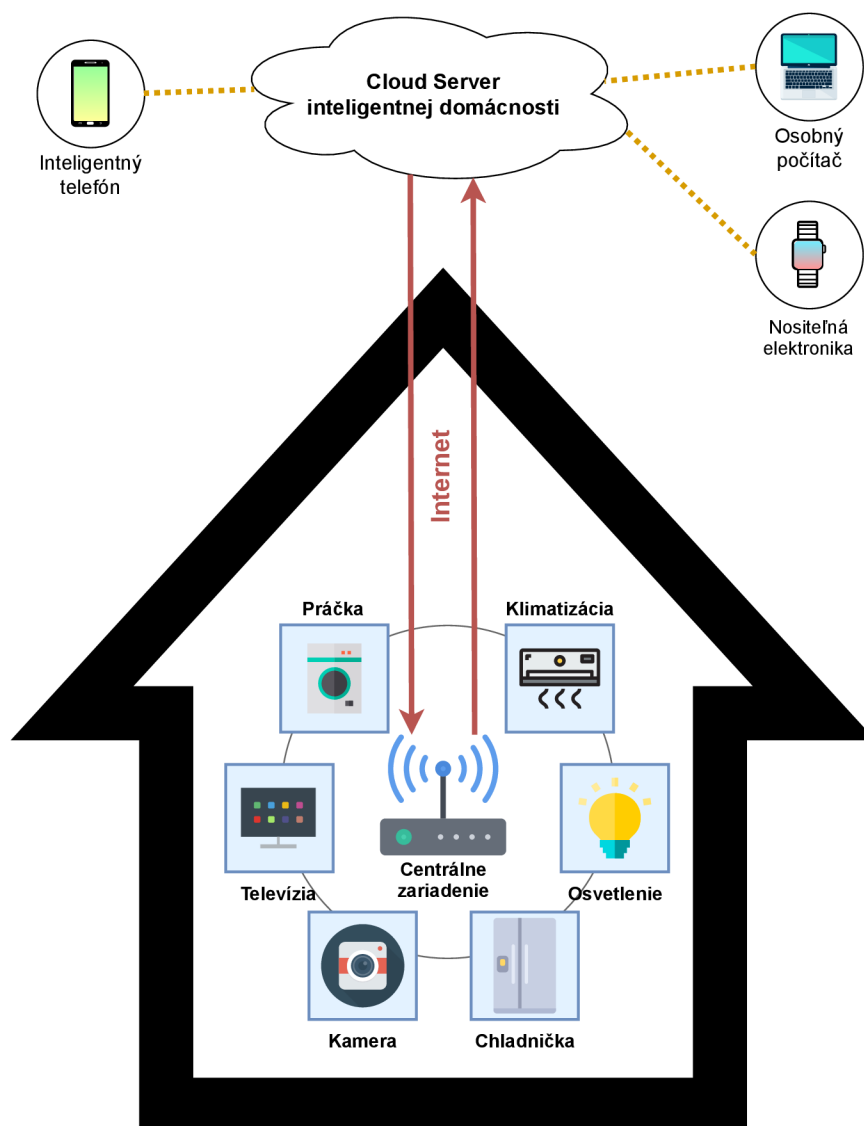 Cloud Server
inteligentnej domácnosti
Inteligentný
telefón
Osobný
počítač
Nositeľná
elektronika
Internet
Práčka
Klimatizácia
Televízia
Centrálne
zariadenie
Osvetlenie
Kamera
Chladnička